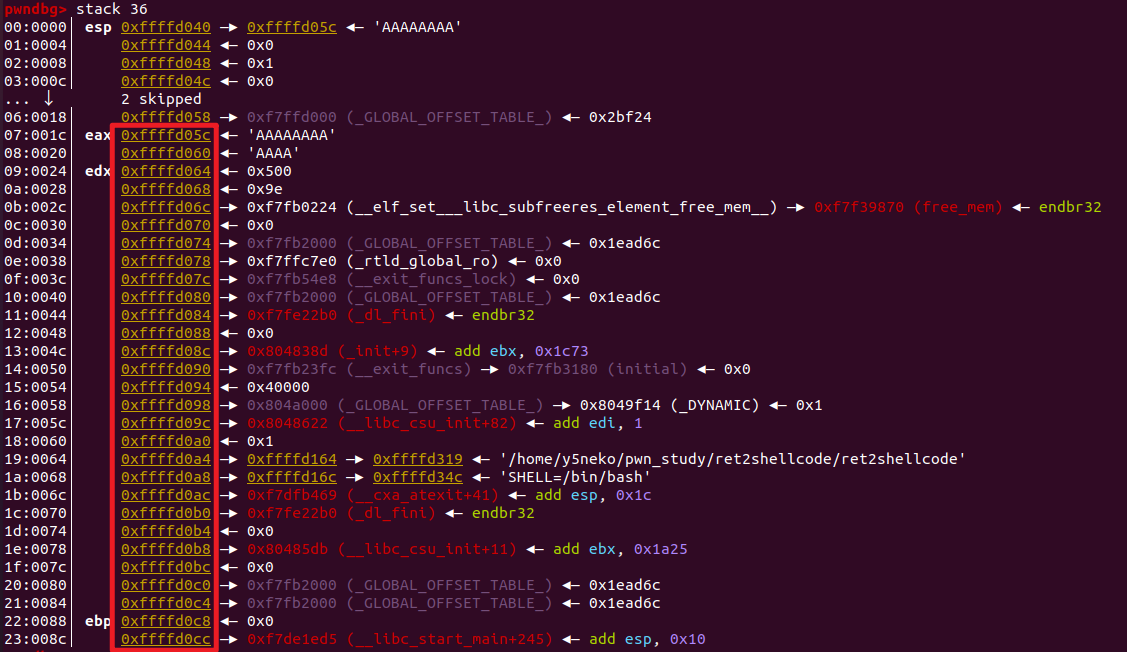 pwndbg> stack 36
00:0000│ esp 0xffffd040 —▸ 0xffffd05c ◂— 'AAAAAAAA'
01:0004│     0xffffd044 ◂— 0x0
02:0008│     0xffffd048 ◂— 0x1
03:000c│     0xffffd04c ◂— 0x0
... ↓        2 skipped
06:0018│     0xffffd058 —▸ 0xf7ffd000 (_GLOBAL_OFFSET_TABLE_) ◂— 0x2bf24
07:001c│ eax 0xffffd05c ◂— 'AAAAAAAA'
08:0020│     0xffffd060 ◂— 'AAAA'
09:0024│ edx 0xffffd064 ◂— 0x500
0a:0028│     0xffffd068 ◂— 0x9e
0b:002c│     0xffffd06c —▸ 0xf7fb0224 (__elf_set___libc_subfreeres_element_free_mem__) —▸ 0xf7f39870 (free_mem) ◂— endbr32
0c:0030│     0xffffd070 ◂— 0x0
0d:0034│     0xffffd074 —▸ 0xf7fb2000 (_GLOBAL_OFFSET_TABLE_) ◂— 0x1ead6c
0e:0038│     0xffffd078 —▸ 0xf7ffc7e0 (_rtld_global_ro) ◂— 0x0
0f:003c│     0xffffd07c —▸ 0xf7fb54e8 (__exit_funcs_lock) ◂— 0x0
10:0040│     0xffffd080 —▸ 0xf7fb2000 (_GLOBAL_OFFSET_TABLE_) ◂— 0x1ead6c
11:0044│     0xffffd084 —▸ 0xf7fe22b0 (_dl_fini) ◂— endbr32
12:0048│     0xffffd088 ◂— 0x0
13:004c│     0xffffd08c —▸ 0x804838d (_init+9) ◂— add ebx, 0x1c73
14:0050│     0xffffd090 —▸ 0xf7fb23fc (__exit_funcs) —▸ 0xf7fb3180 (initial) ◂— 0x0
15:0054│     0xffffd094 ◂— 0x40000
16:0058│     0xffffd098 —▸ 0x804a000 (_GLOBAL_OFFSET_TABLE_) —▸ 0x8049f14 (_DYNAMIC) ◂— 0x1
17:005c│     0xffffd09c —▸ 0x8048622 (__libc_csu_init+82) ◂— add edi, 1
18:0060│     0xffffd0a0 ◂— 0x1
19:0064│     0xffffd0a4 —▸ 0xffffd164 —▸ 0xffffd319 ◂— '/home/y5neko/pwn_study/ret2shellcode/ret2shellcode'
1a:0068│     0xffffd0a8 —▸ 0xffffd16c —▸ 0xffffd34c ◂— 'SHELL=/bin/bash'
1b:006c│     0xffffd0ac —▸ 0xf7dfb469 (__cxa_atexit+41) ◂— add esp, 0x1c
1c:0070│     0xffffd0b0 —▸ 0xf7fe22b0 (_dl_fini) ◂— endbr32
1d:0074│     0xffffd0b4 ◂— 0x0
1e:0078│     0xffffd0b8 —▸ 0x80485db (__libc_csu_init+11) ◂— add ebx, 0x1a25
1f:007c│     0xffffd0bc ◂— 0x0
20:0080│     0xffffd0c0 —▸ 0xf7fb2000 (_GLOBAL_OFFSET_TABLE_) ◂— 0x1ead6c
21:0084│     0xffffd0c4 —▸ 0xf7fb2000 (_GLOBAL_OFFSET_TABLE_) ◂— 0x1ead6c
22:0088│ ebp 0xffffd0c8 ◂— 0x0
23:008c│     0xffffd0cc —▸ 0xf7de1ed5 (__libc_start_main+245) ◂— add esp, 0x10